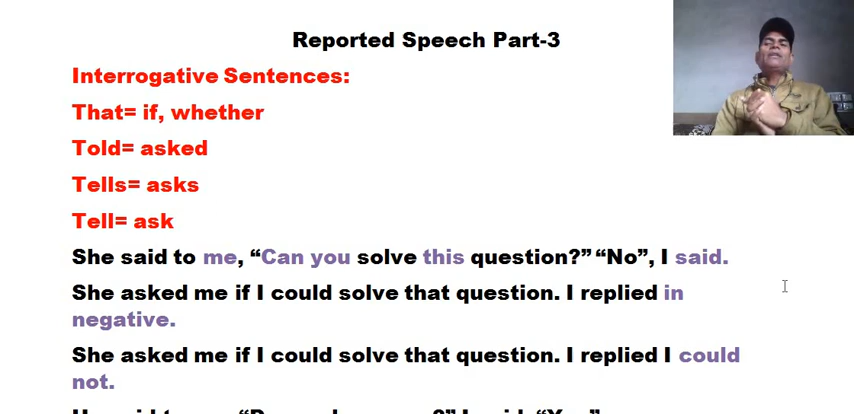 Reported Speech Part-3
Interrogative Sentences:
That= if, whether
Told= asked
Tells= asks
Tell= ask
She said to me, “Can you solve this question?” “No”, I said.
She asked me if I could solve that question. I replied in
negative.
She asked me if I could solve that question. I replied I could
not.